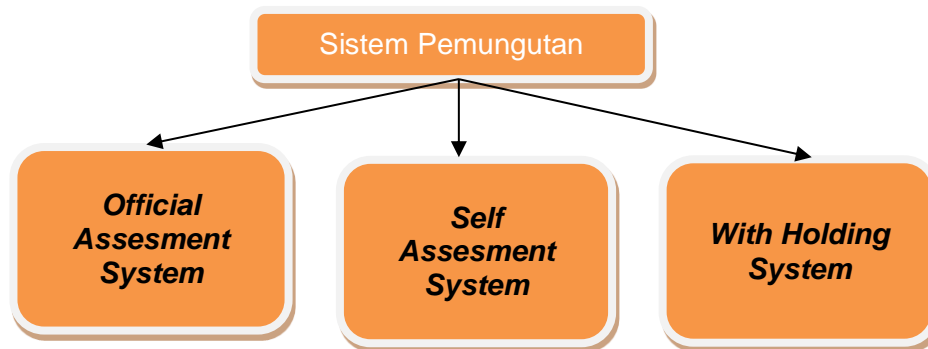 Sistem Pemungutan
Official
Assesment
System
Self
Assesment
System
With Holding
System